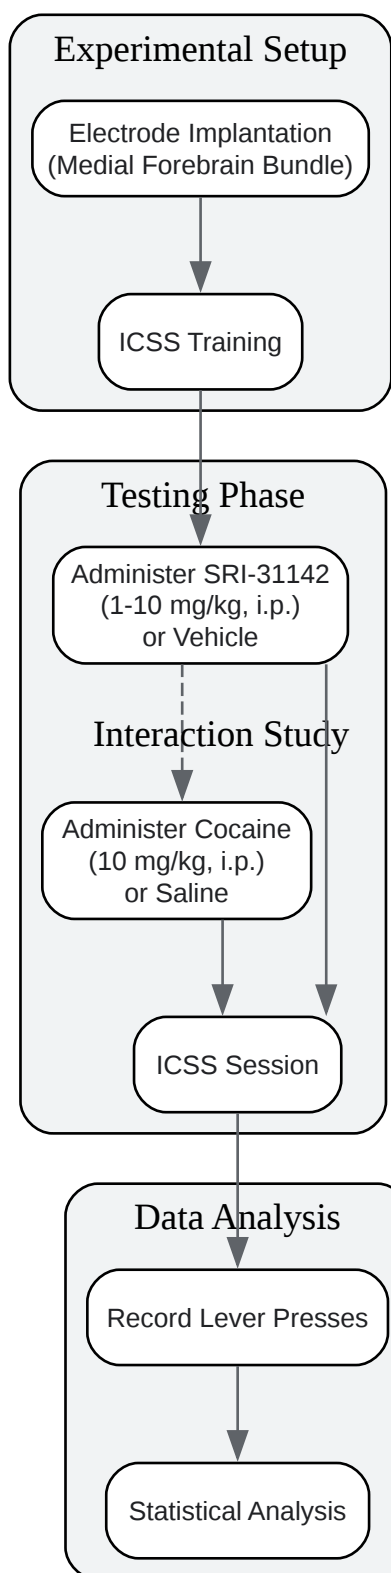 Experimental Setup
Electrode Implantation
(Medial Forebrain Bundle)
ICSS Training
Testing Phase
Administer SRI-31142
(1-10 mg/kg, i.p.)
or Vehicle
Interaction Study
Administer Cocaine
(10 mg/kg, i.p.)
or Saline
ICSS Session
Data Analysis
Record Lever Presses
Statistical Analysis